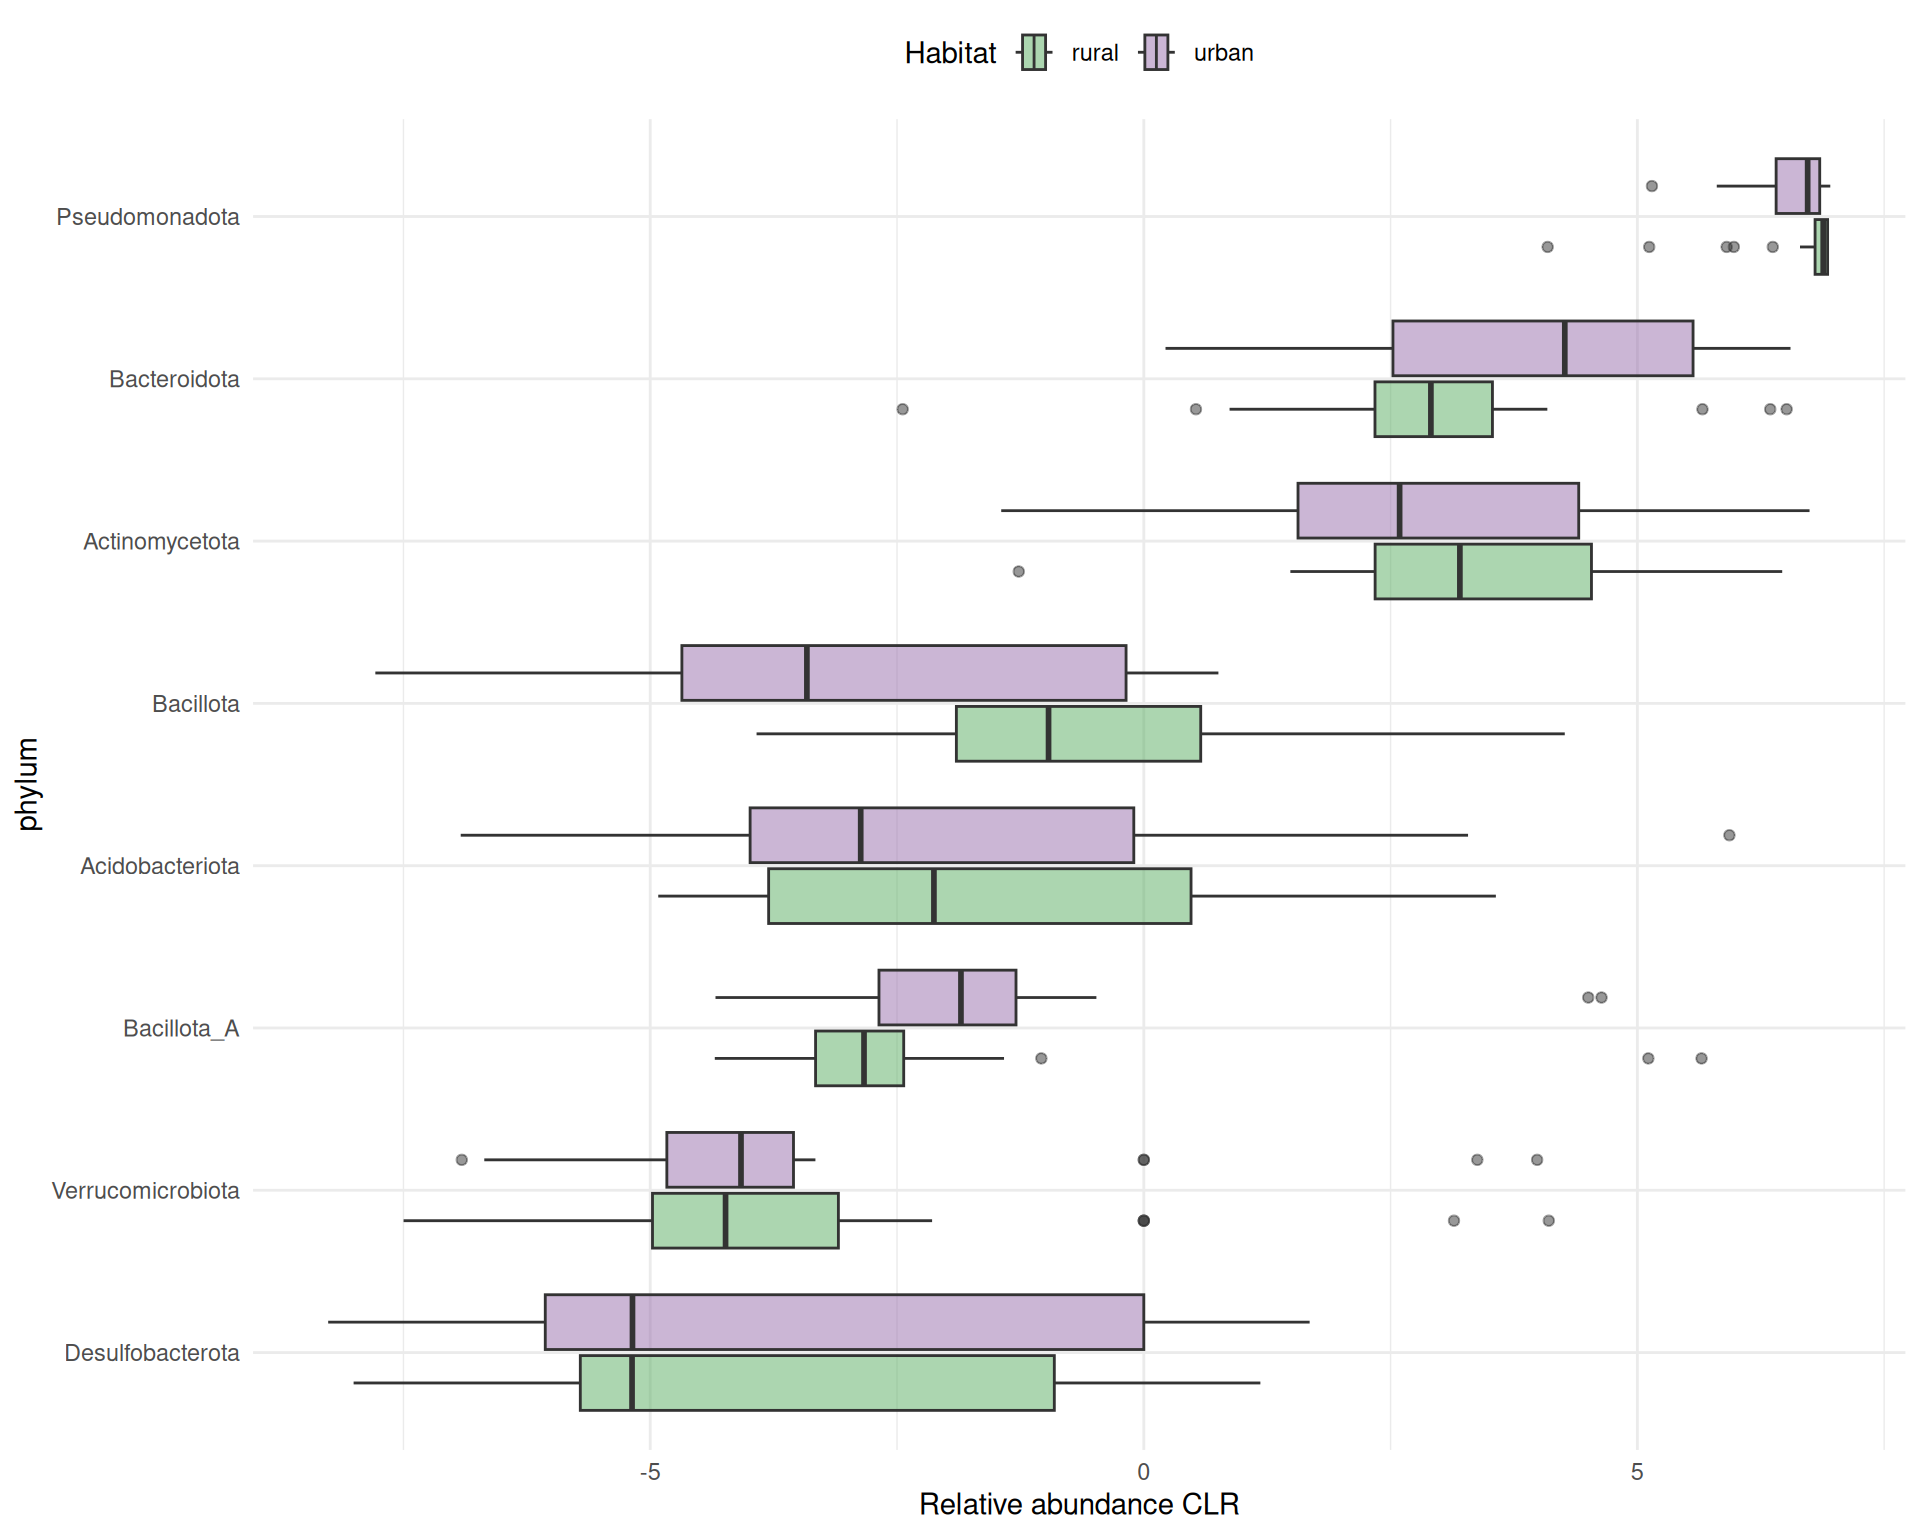 Habitat rural urban
Pseudomonadota
Bacteroidota
Actinomycetota
Bacillota
Acidobacteriota
Bacillota_A
Verrucomicrobiota
Desulfobacterota
phylum
-5 0 5
Relative abundance CLR